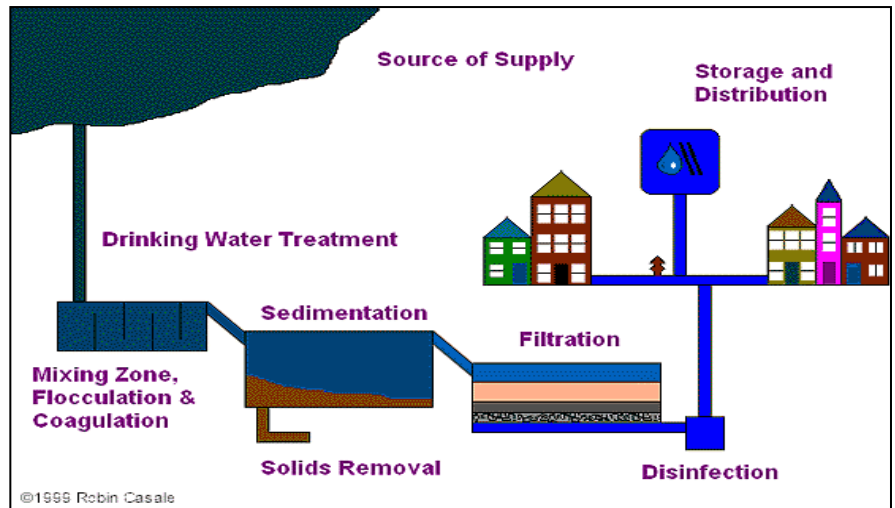 Source of Supply
Storage and
Distribution
Drinking Water Treatment
Sedimentation
Filtration
Mixing Zone,
Flocculation &
Coagulation
Solids Removal
Disinfection
©1999 Robin Casale